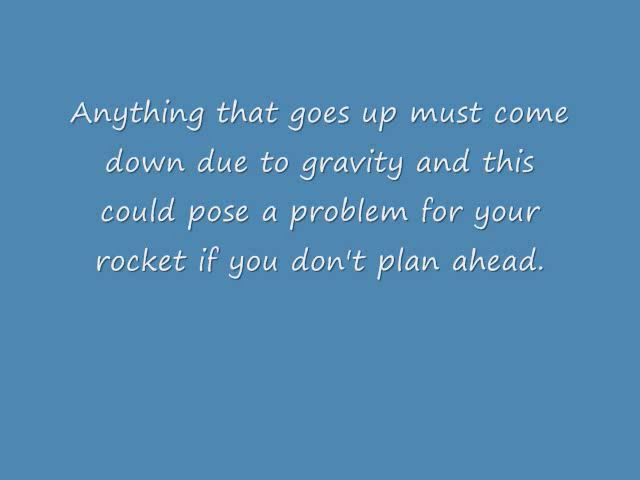 Anything that goes up must come
down due to gravity and this
could pose a problem for your
rocket if you don't plan ahead.